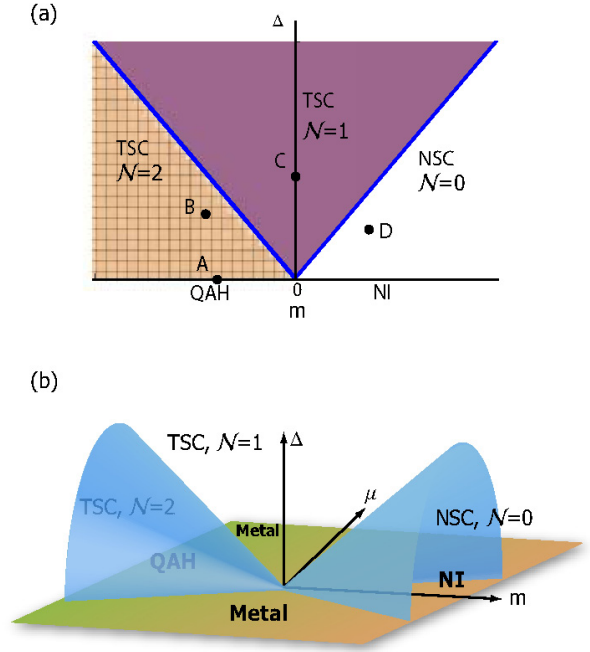 (a)
Δ
TSC
𝒩=1
TSC
𝒩=2
NSC
𝒩=0
C
B
D
A
QAH
0
NI
m
(b)
TSC, 𝒩=1
Δ
μ
TSC, 𝒩=2
NSC, 𝒩=0
Metal
QAH
NI
m
Metal